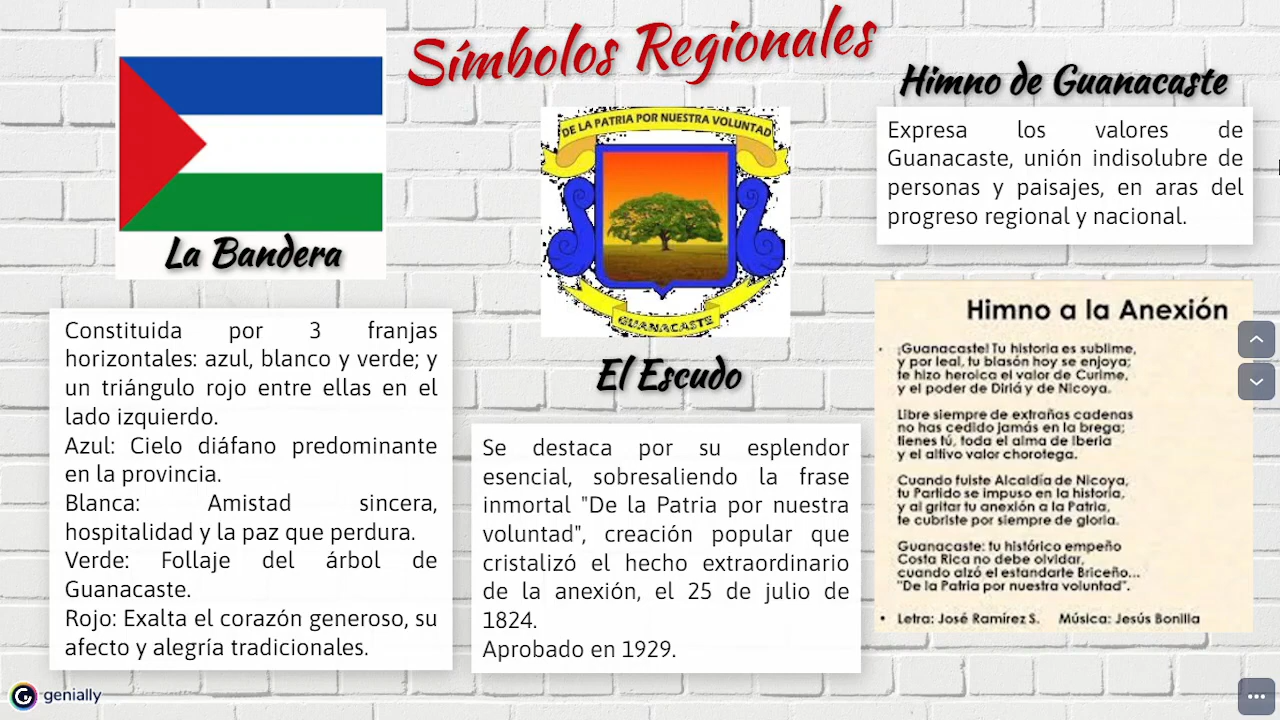 Símbolos Regionales
La Bandera
Constituida por 3 franjas
horizontales: azul, blanco y verde; y
un triángulo rojo entre ellas en el
lado izquierdo.
Azul: Cielo diáfano predominante
en la provincia.
Blanca: Amistad sincera,
hospitalidad y la paz que perdura.
Verde: Follaje del árbol de
Guanacaste.
Rojo: Exalta el corazón generoso, su
afecto y alegría tradicionales.
DE LA PATRIA POR NUESTRA VOLUNTAD
GUANACASTE
El Escudo
Se destaca por su esplendor
esencial, sobresaliendo la frase
inmortal "De la Patria por nuestra
voluntad", creación popular que
cristalizó el hecho extraordinario
de la anexión, el 25 de julio de
1824.
Aprobado en 1929.
Himno de Guanacaste
Expresa los valores de
Guanacaste, unión indisolubre de
personas y paisajes, en aras del
progreso regional y nacional.
Himno a la Anexión
• ¡Guanacaste! Tu historia es sublime,
y por leal, tu blasón hoy se enjoya;
te hizo heroica el valor de Curime,
y el poder de Diriá y de Nicoya.
Libre siempre de extrañas cadenas
no has cedido jamás en la brega;
tienes tú, toda el alma de Iberia
y el altivo valor chorotega.
Cuando fuiste Alcaldía de Nicoya,
tu Partido se impuso en la historia,
y al gritar tu anexión a la Patria,
te cubriste por siempre de gloria.
Guanacaste: tu histórico empeño
Costa Rica no debe olvidar,
cuando alzó el estandarte Briceño...
"De la Patria por nuestra voluntad".
• Letra: José Ramírez S. Música: Jesús Bonilla
genially